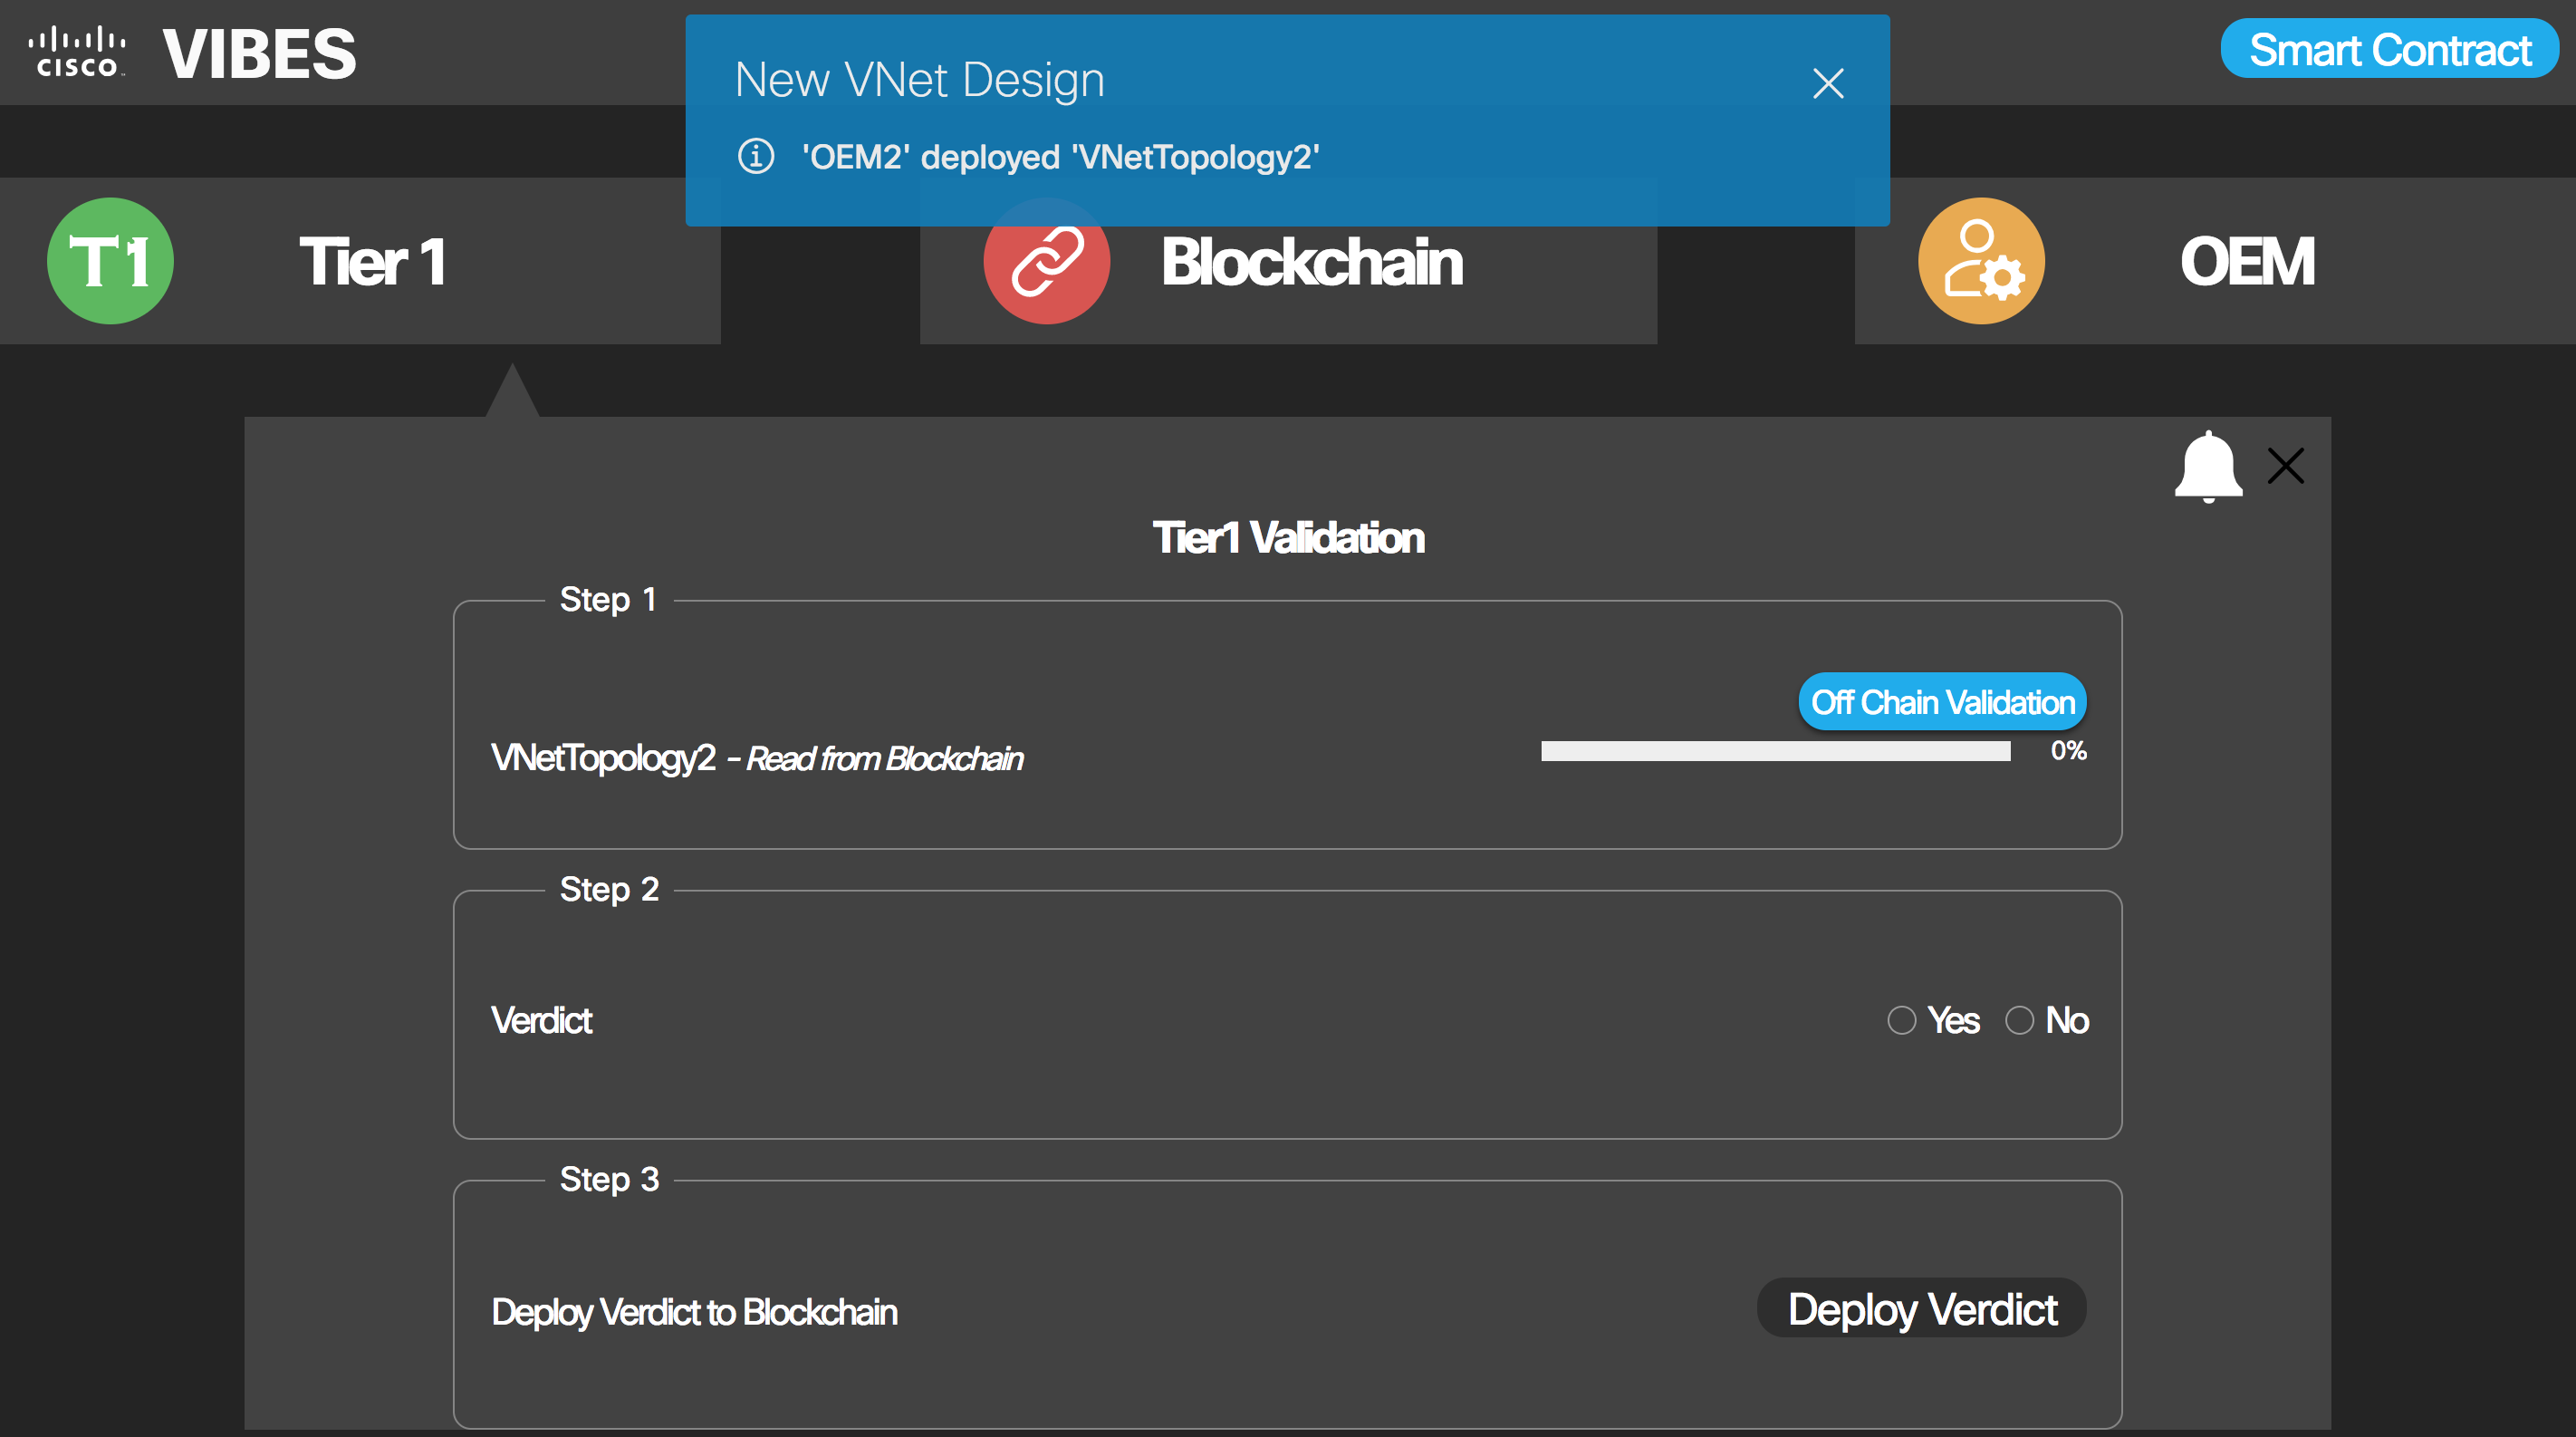 CISCO
VIBES
New VNet Design
'OEM2' deployed 'VNetTopology2'
Smart Contract
T1
Tier 1
Blockchain
OEM
Tier1 Validation
Step 1
Off Chain Validation
VNetTopology2 - Read from Blockchain
0%
Step 2
Verdict
Yes No
Step 3
Deploy Verdict to Blockchain
Deploy Verdict